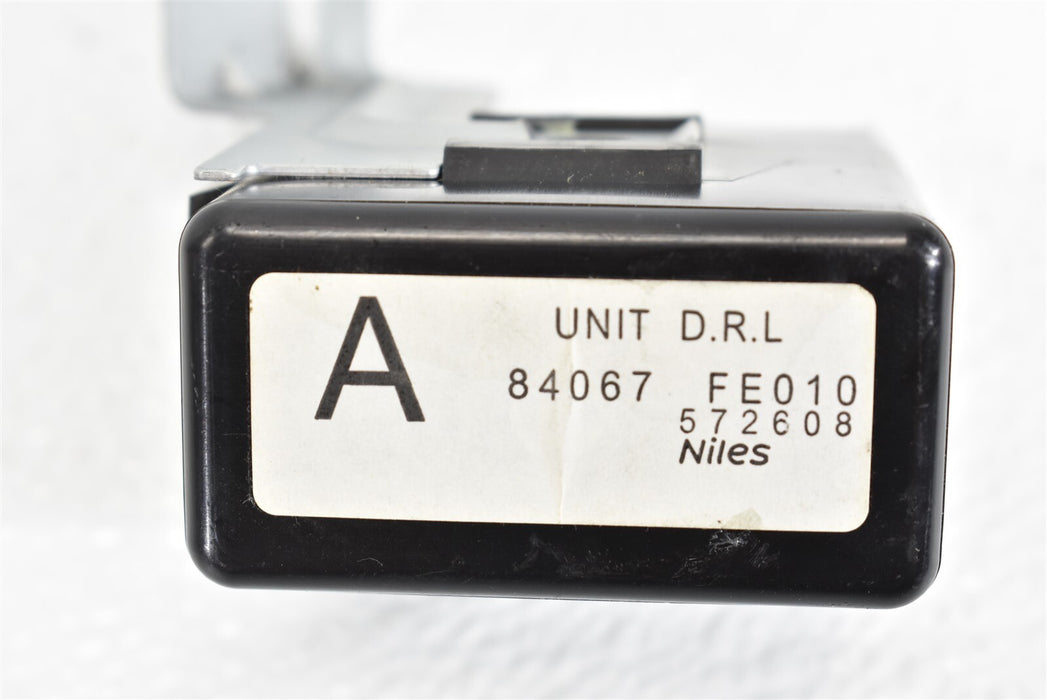 A
UNIT D.R.L
84067 FE010
572608
Niles